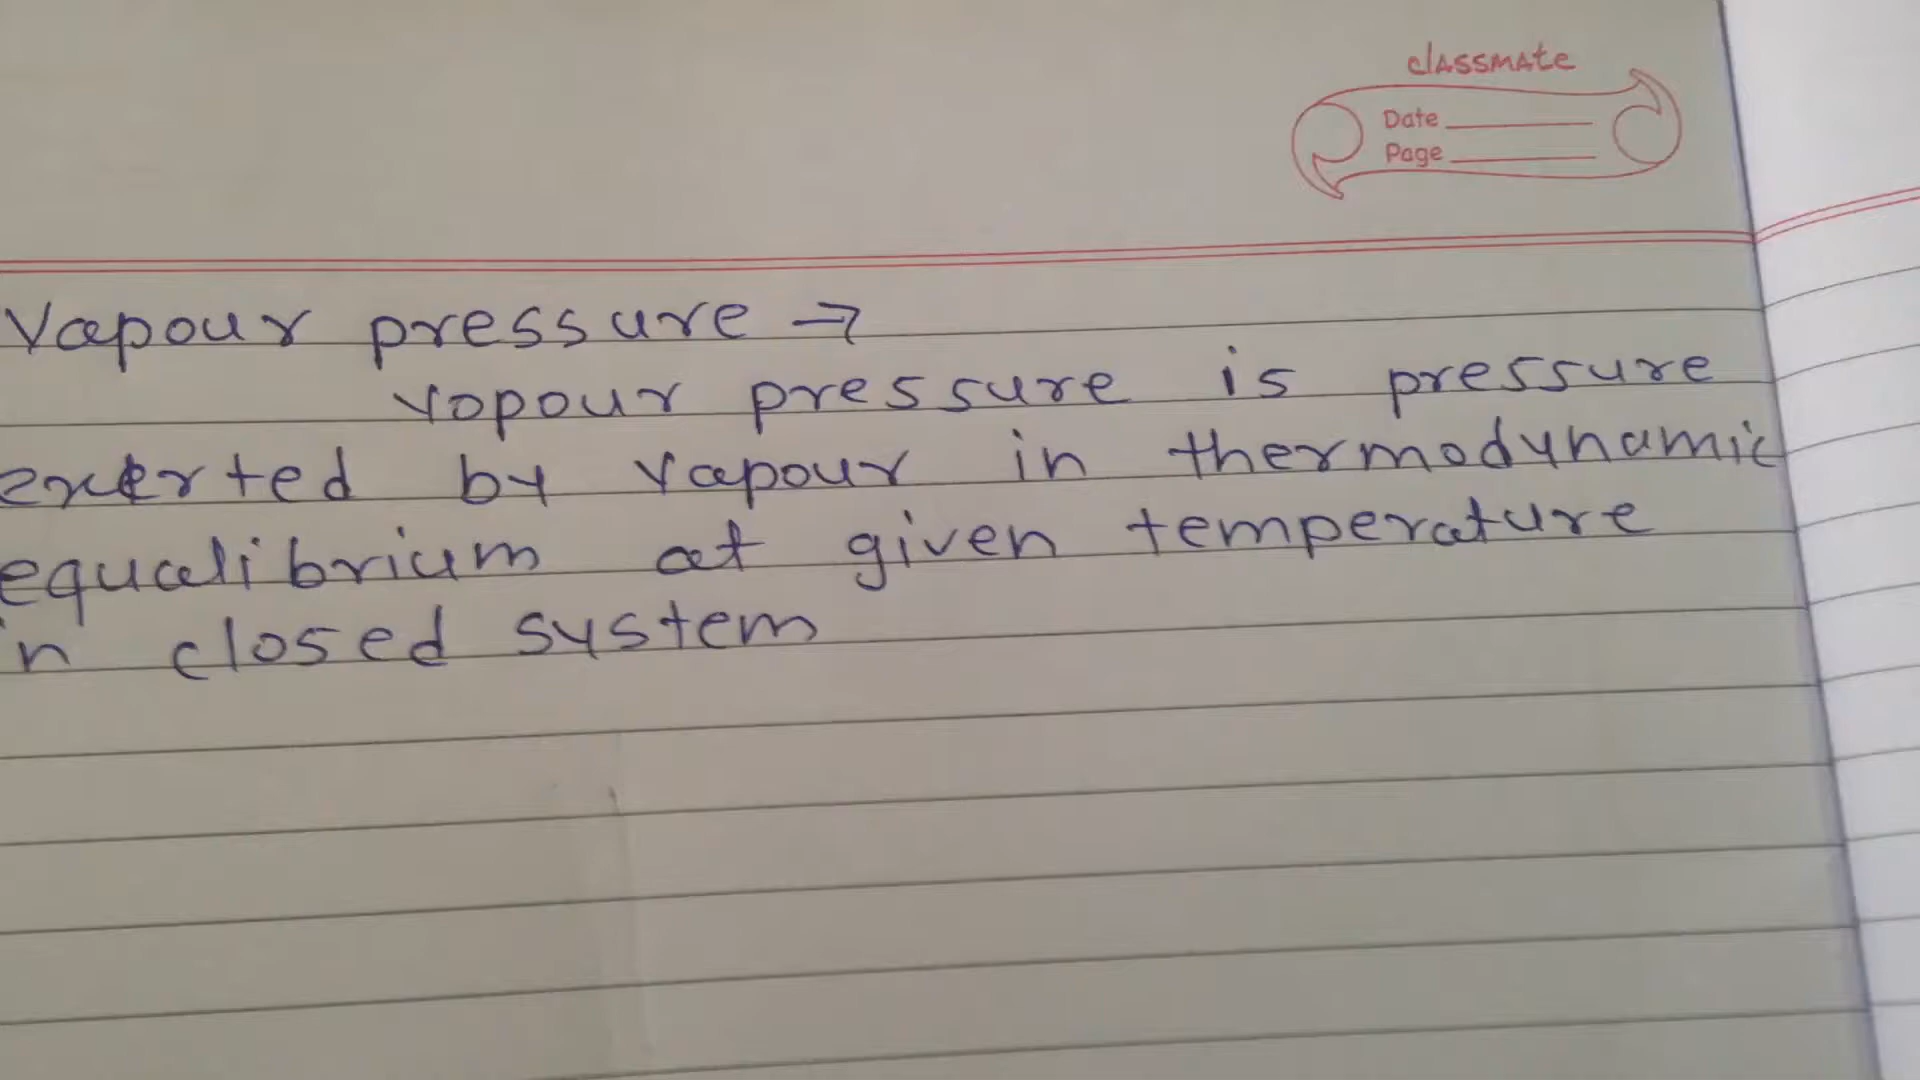 classmate
Date
Page
Vapour pressure →
Vopour pressure is pressure
exerted by vapour in thermodynamic
equalibrium at given temperature
in closed system